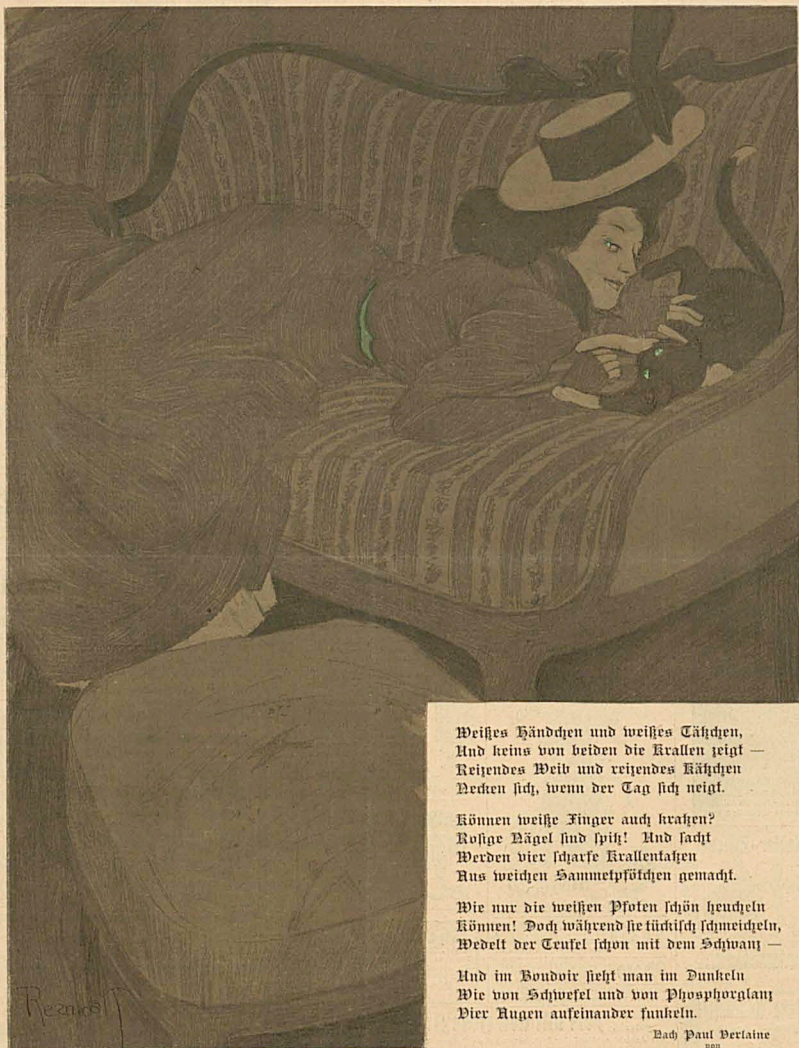 Weißes Händchen und weißes Tätzchen,
Und keins von beiden die Krallen zeigt —
Reizendes Weib und reizendes Kätzchen
Necken sich, wenn der Tag sich neigt.
Können weiße Finger auch kratzen?
Rosige Nägel sind spitz! Und sacht
Werden vier scharfe Krallentatzen
Aus weichen Sammetpfötchen gemacht.
Wie nur die weißen Pfoten schön heucheln
Können! Doch während sie tückisch schmeicheln,
Wedelt der Teufel schon mit dem Schwanz —
Und im Boudoir sieht man im Dunkeln
Wie von Schwefel und von Phosphorglanz
Vier Augen aufeinander funkeln.
Nach Paul Verlaine
von